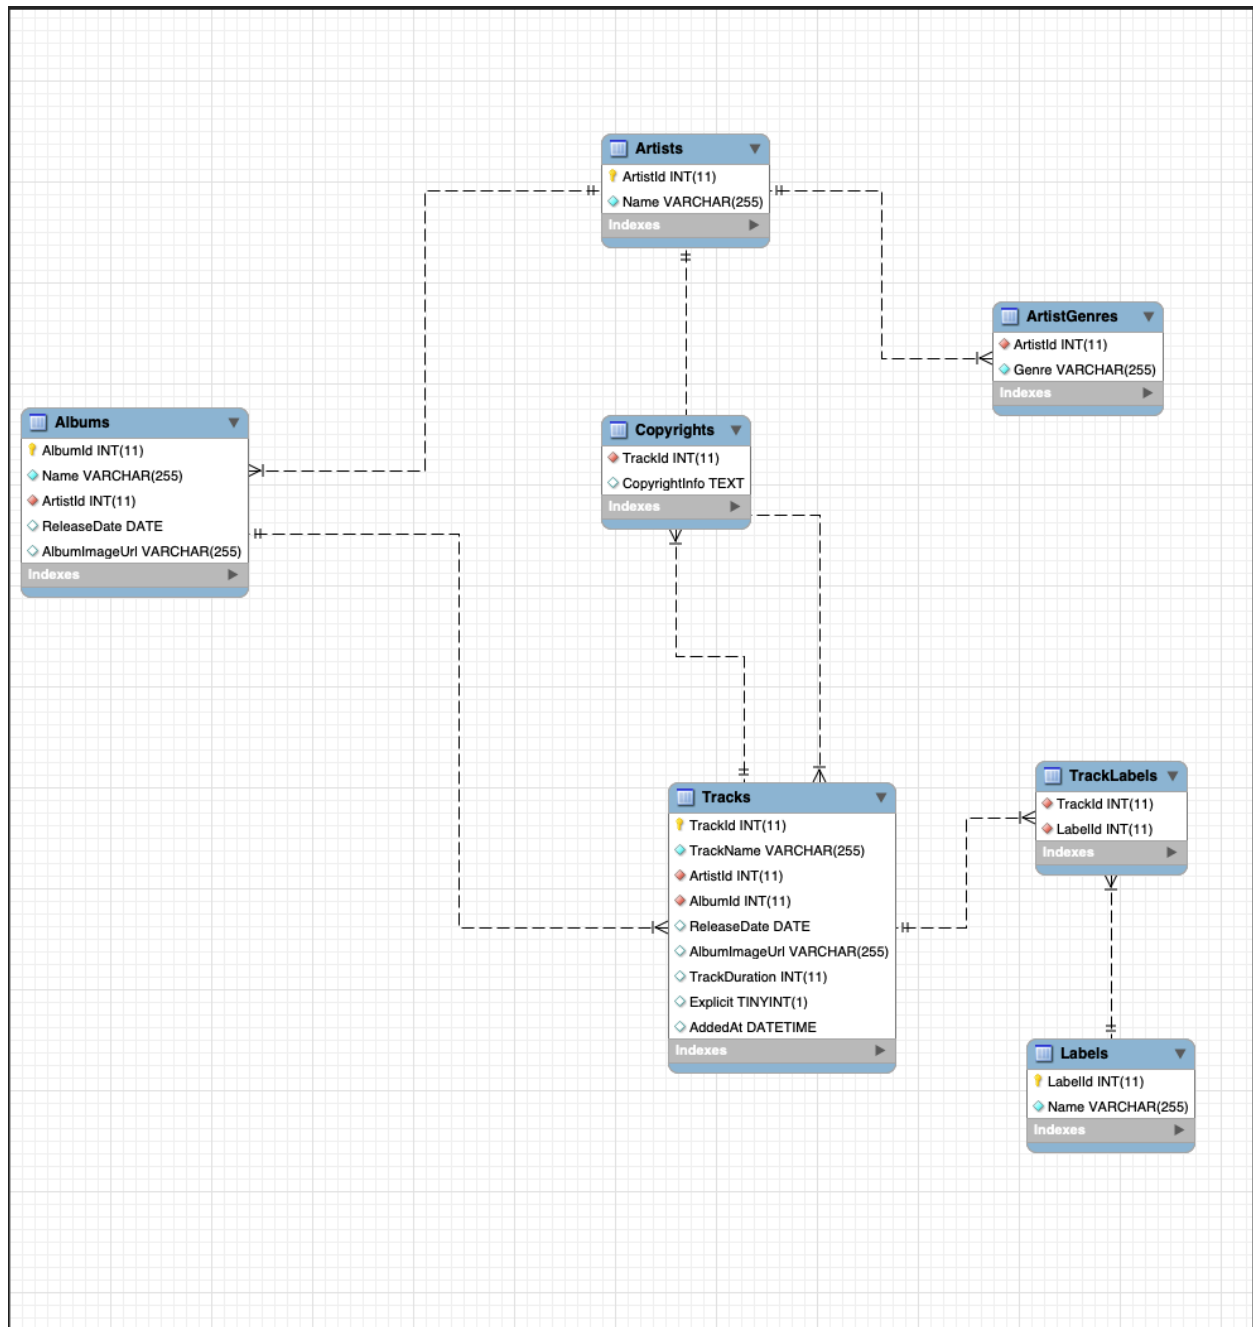 Artists
ArtistId INT(11)
Name VARCHAR(255)
Indexes
ArtistGenres
ArtistId INT(11)
Genre VARCHAR(255)
Indexes
Albums
AlbumId INT(11)
Name VARCHAR(255)
ArtistId INT(11)
ReleaseDate DATE
AlbumImageUrl VARCHAR(255)
Indexes
Copyrights
TrackId INT(11)
CopyrightInfo TEXT
Indexes
Tracks
TrackId INT(11)
TrackName VARCHAR(255)
ArtistId INT(11)
AlbumId INT(11)
ReleaseDate DATE
AlbumImageUrl VARCHAR(255)
TrackDuration INT(11)
Explicit TINYINT(1)
AddedAt DATETIME
Indexes
TrackLabels
TrackId INT(11)
LabelId INT(11)
Indexes
Labels
LabelId INT(11)
Name VARCHAR(255)
Indexes